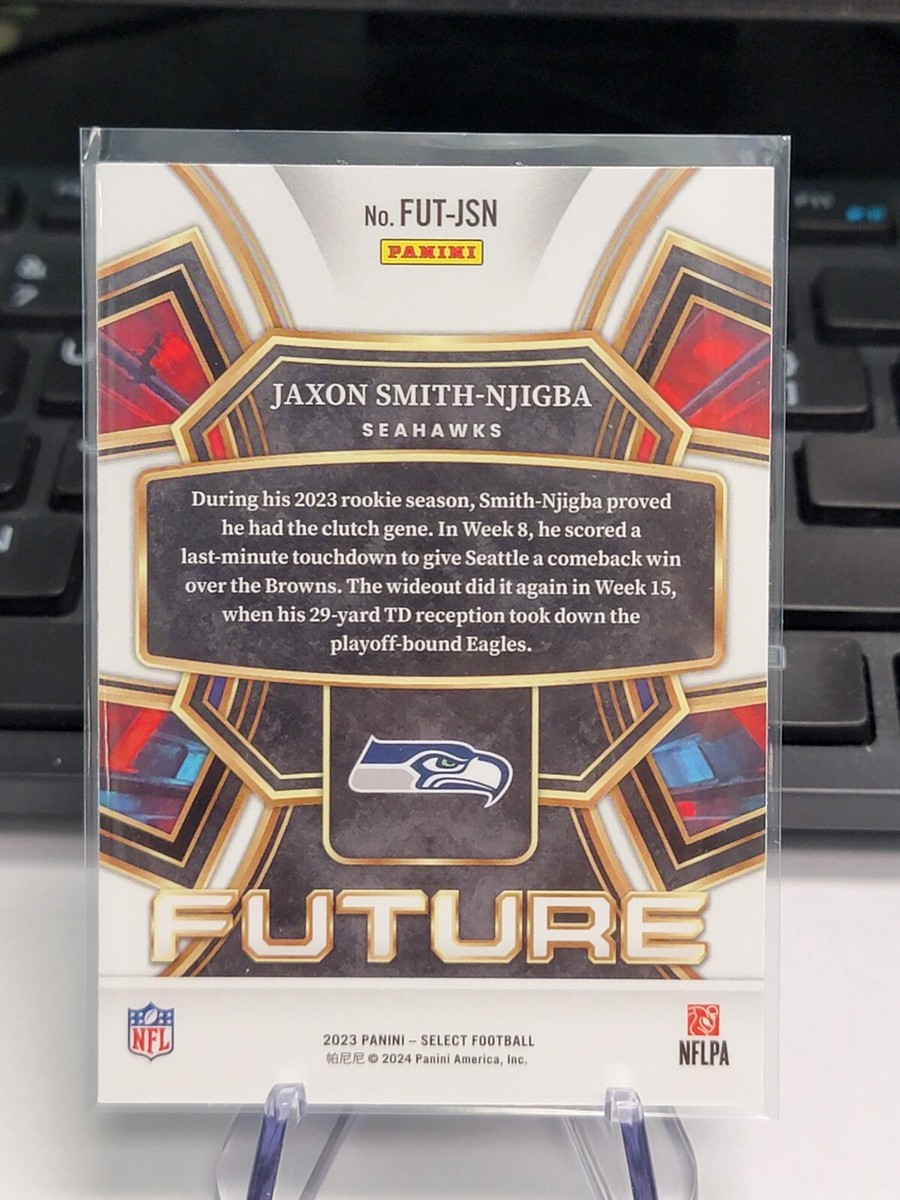 No. FUT-JSN
PANINI
JAXON SMITH-NJIGBA
SEAHAWKS
During his 2023 rookie season, Smith-Njigba proved
he had the clutch gene. In Week 8, he scored a
last-minute touchdown to give Seattle a comeback win
over the Browns. The wideout did it again in Week 15,
when his 29-yard TD reception took down the
playoff-bound Eagles.
FUTURE
NFL
2023 PANINI – SELECT FOOTBALL
帕尼尼 © 2024 Panini America, Inc.
NFLPA